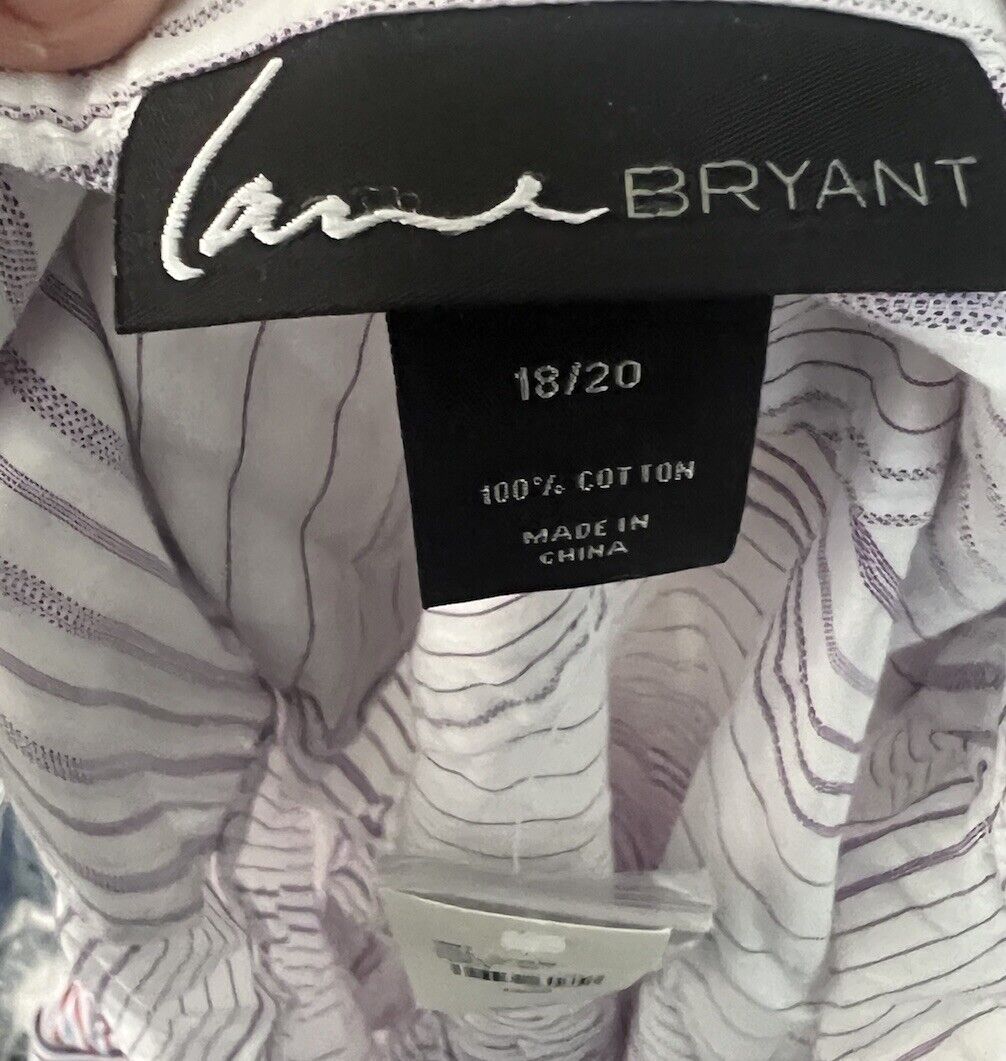 Lane BRYANT
18/20
100% COTTON
MADE IN
CHINA